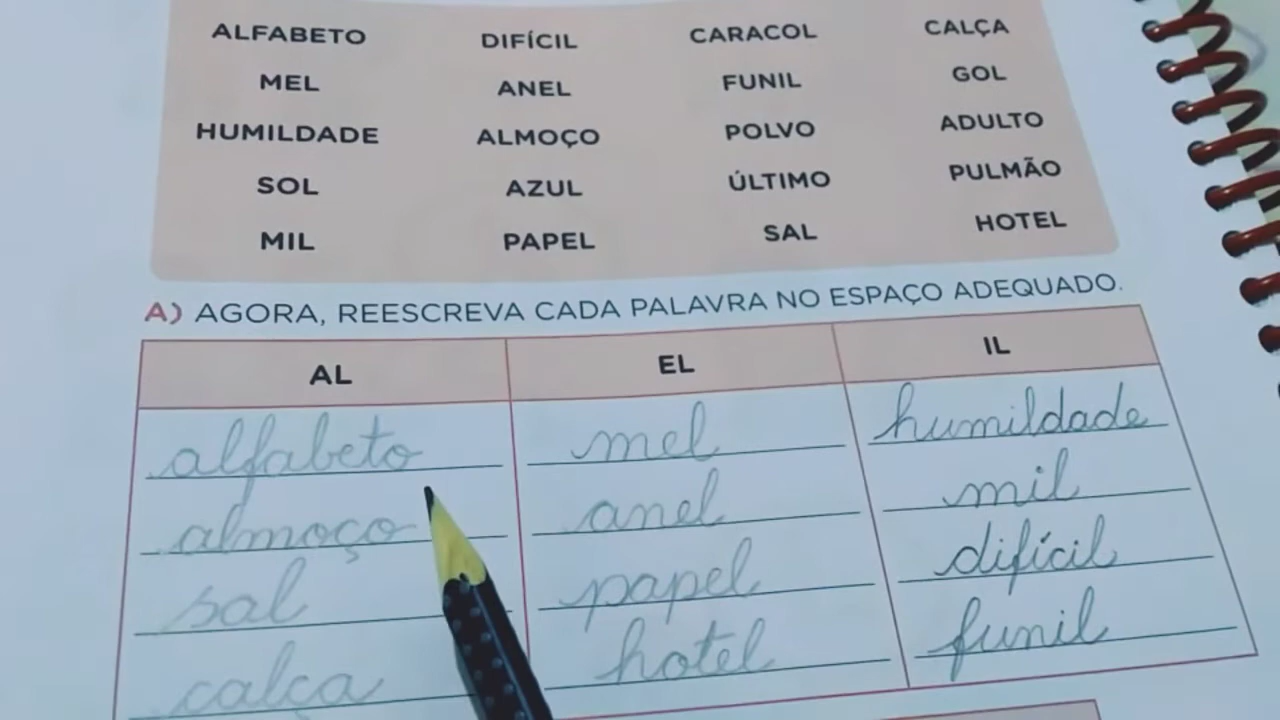 ALFABETO DIFÍCIL CARACOL CALÇA
MEL ANEL FUNIL GOL
HUMILDADE ALMOÇO POLVO ADULTO
SOL AZUL ÚLTIMO PULMÃO
MIL PAPEL SAL HOTEL
A) AGORA, REESCREVA CADA PALAVRA NO ESPAÇO ADEQUADO.
AL EL IL
alfabeto mel humildade
almoço anel mil
sal papel difícil
calça hotel funil